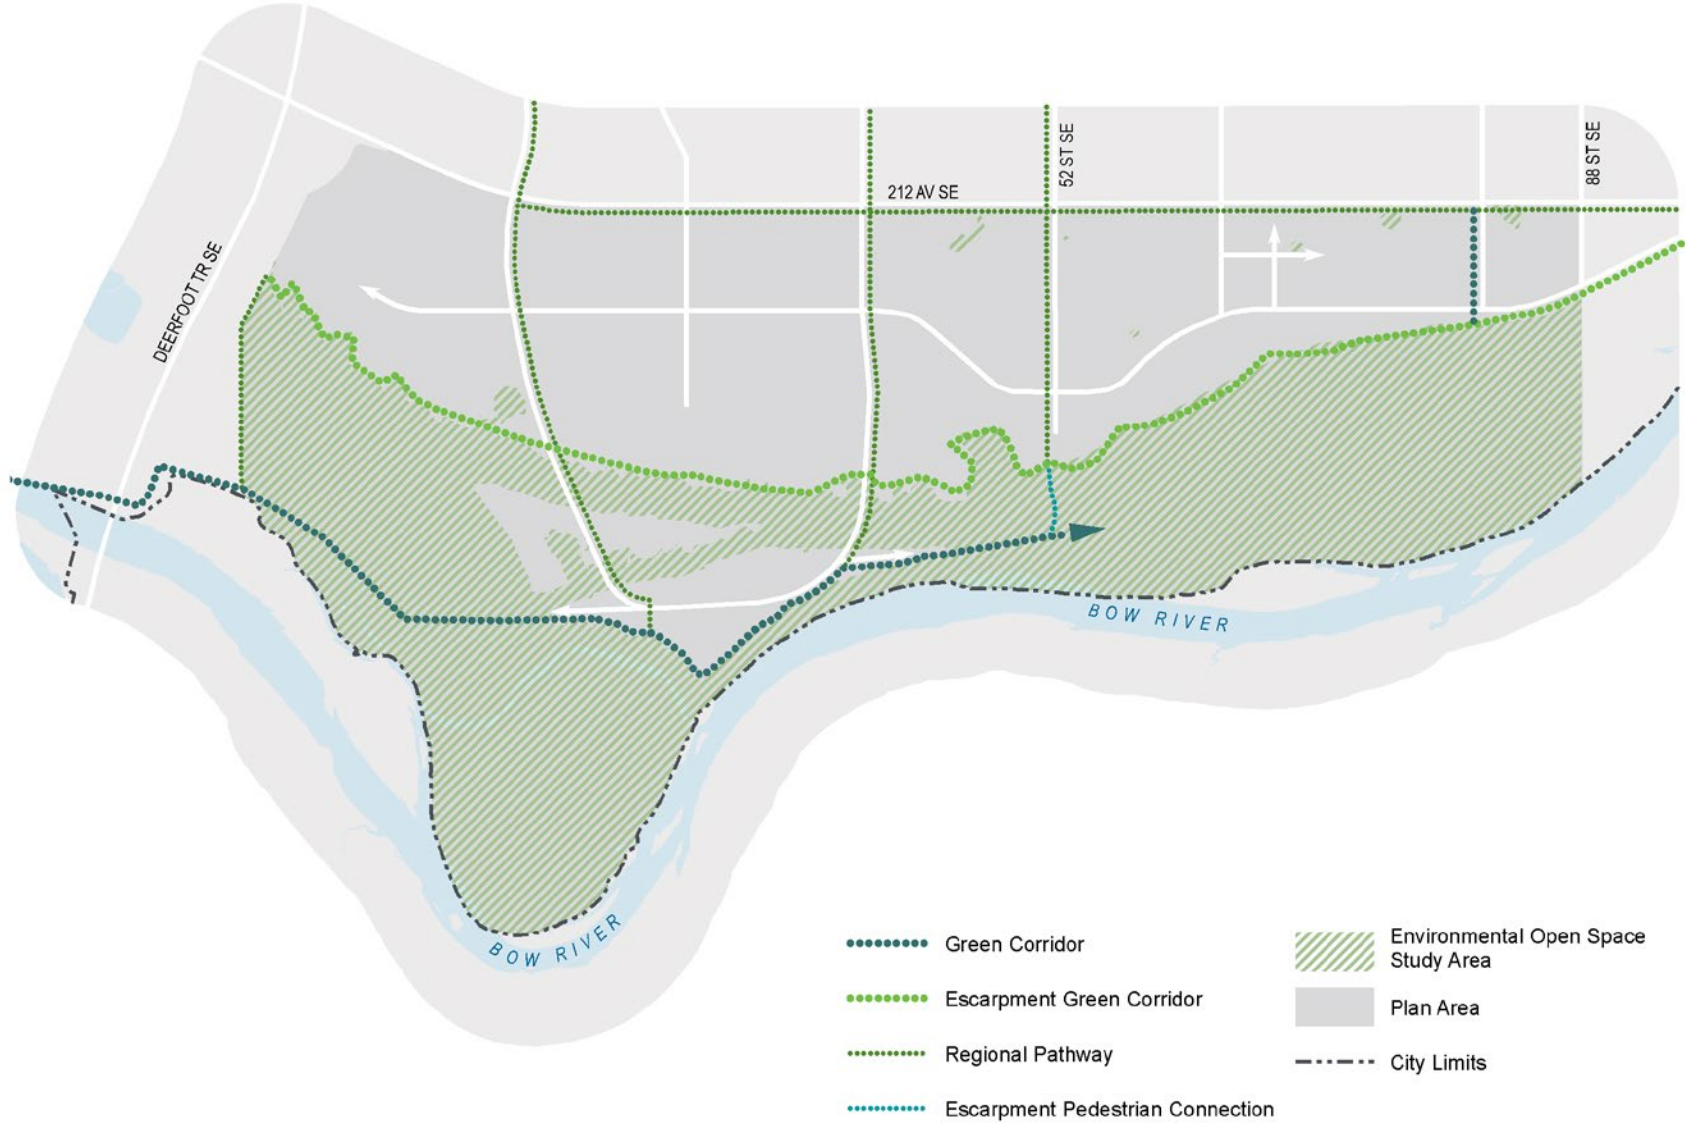 52 ST SE
88 ST SE
212 AV SE
DEERFOOT TR SE
BOW RIVER
BOW RIVER
Green Corridor
Escarpment Green Corridor
Regional Pathway
Escarpment Pedestrian Connection
Environmental Open Space
Study Area
Plan Area
City Limits